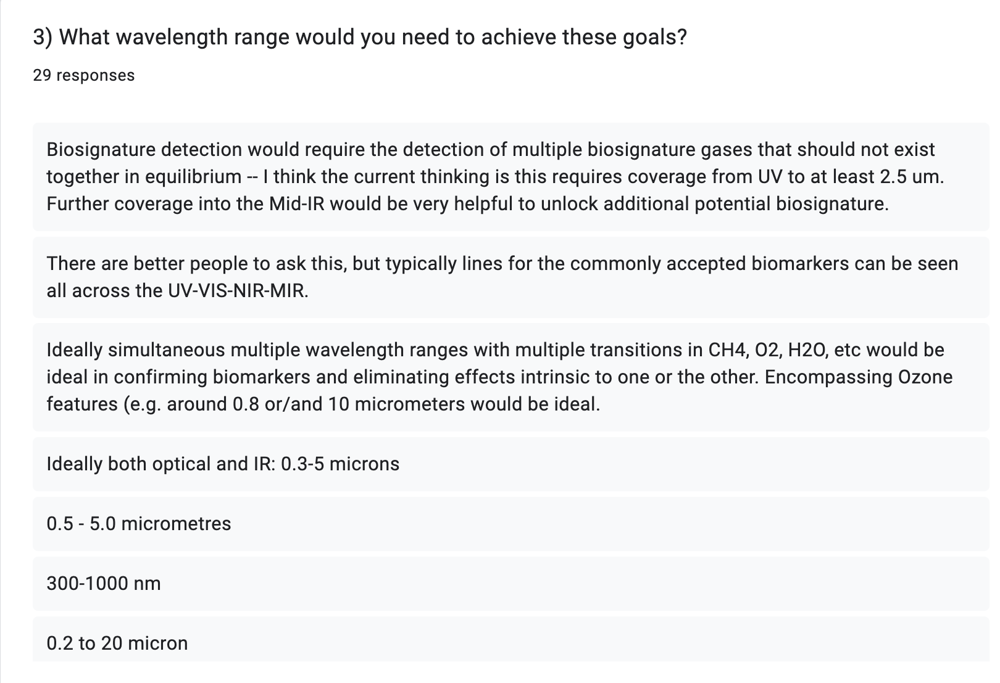 3) What wavelength range would you need to achieve these goals?
29 responses
Biosignature detection would require the detection of multiple biosignature gases that should not exist
together in equilibrium -- I think the current thinking is this requires coverage from UV to at least 2.5 um.
Further coverage into the Mid-IR would be very helpful to unlock additional potential biosignature.
There are better people to ask this, but typically lines for the commonly accepted biomarkers can be seen
all across the UV-VIS-NIR-MIR.
Ideally simultaneous multiple wavelength ranges with multiple transitions in CH4, O2, H2O, etc would be
ideal in confirming biomarkers and eliminating effects intrinsic to one or the other. Encompassing Ozone
features (e.g. around 0.8 or/and 10 micrometers would be ideal.
Ideally both optical and IR: 0.3-5 microns
0.5 - 5.0 micrometres
300-1000 nm
0.2 to 20 micron